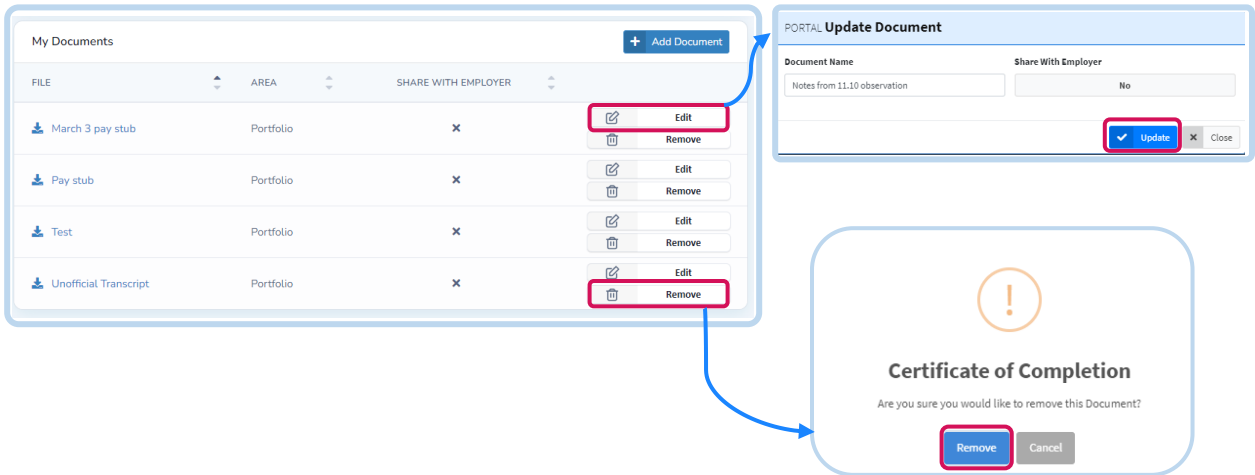 My Documents
+ Add Document
FILE AREA SHARE WITH EMPLOYER
March 3 pay stub Portfolio × Edit
Remove
Pay stub Portfolio × Edit
Remove
Test Portfolio × Edit
Remove
Unofficial Transcript Portfolio × Edit
Remove
PORTAL Update Document
Document Name Share With Employer
Notes from 11.10 observation No
Update × Close
!
Certificate of Completion
Are you sure you would like to remove this Document?
Remove Cancel